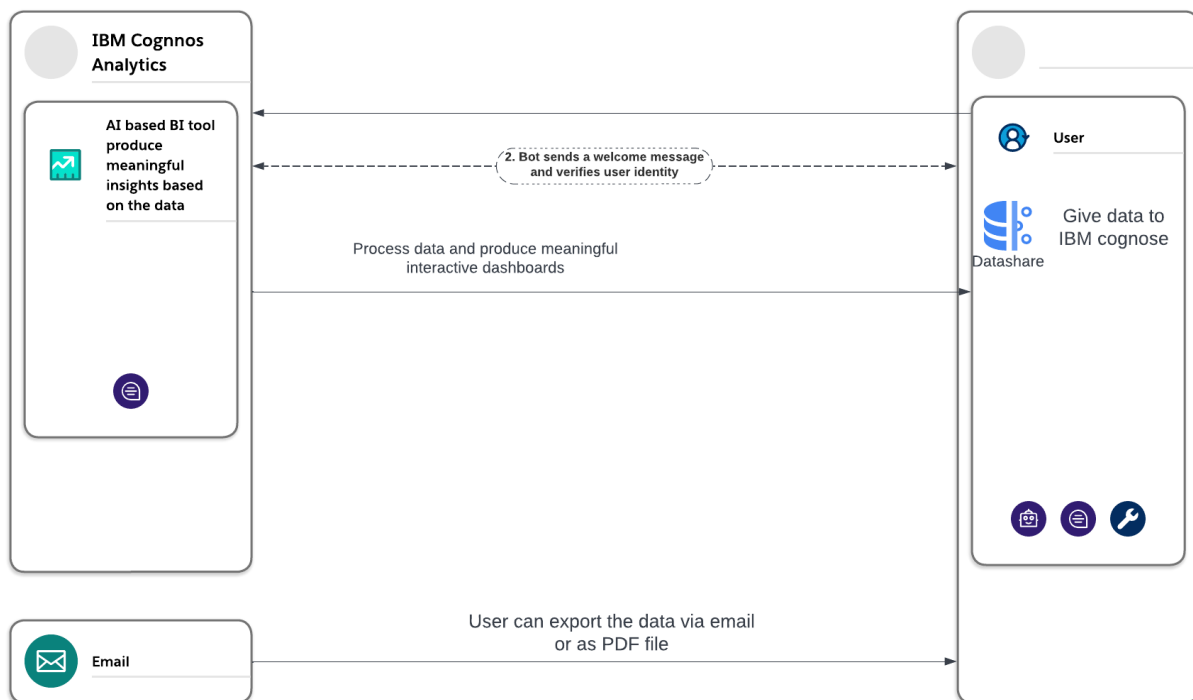 IBM Cognnos
Analytics
AI based BI tool
produce
meaningful
insights based
on the data
2. Bot sends a welcome message
and verifies user identity
Process data and produce meaningful
interactive dashboards
User
Give data to
IBM cognose
Datashare
Email
User can export the data via email
or as PDF file